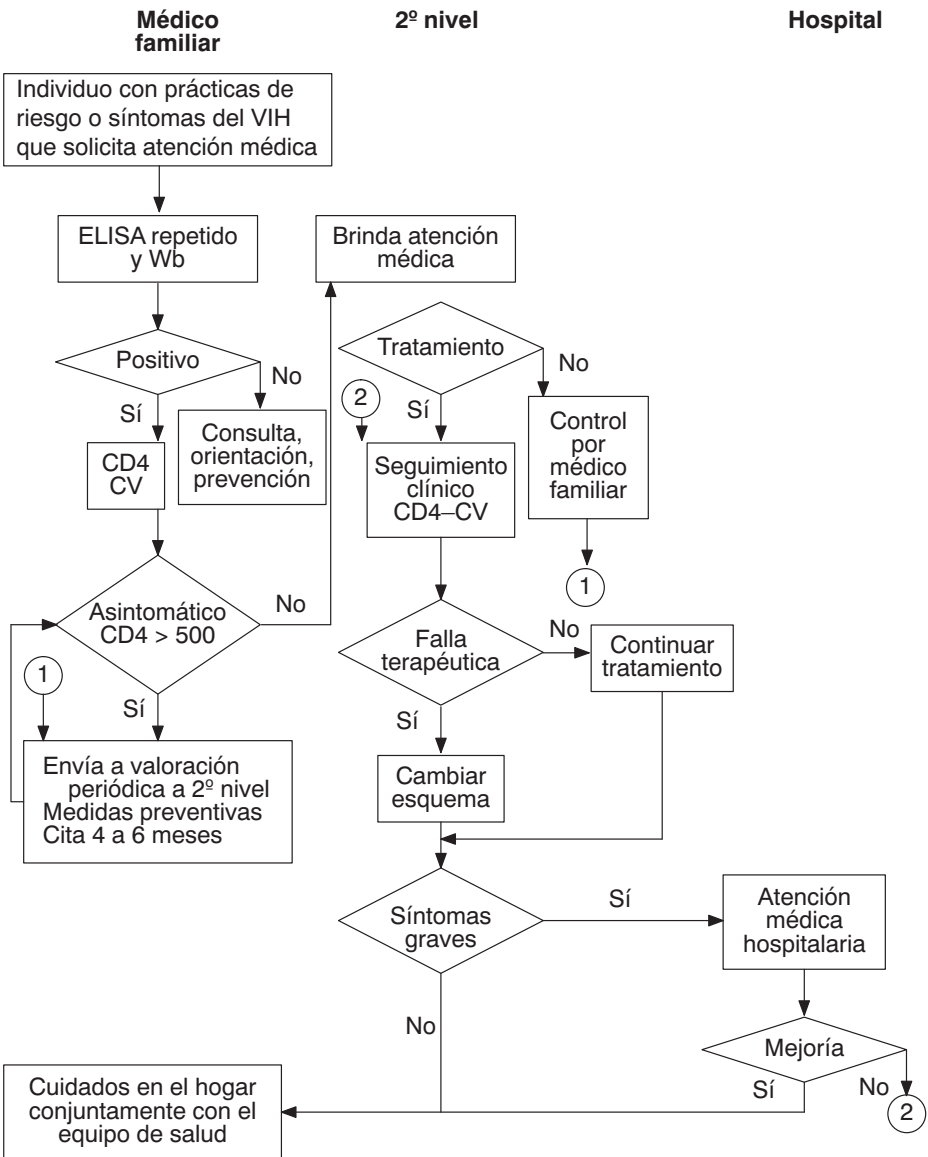 Médico
familiar
2º nivel
Hospital
Individuo con prácticas de
riesgo o síntomas del VIH
que solicita atención médica
ELISA repetido
y Wb
Brinda atención
médica
Positivo
No
Sí
Consulta,
orientación,
prevención
CD4
CV
Asintomático
CD4 > 500
No
Sí
1
Envía a valoración
periódica a 2º nivel
Medidas preventivas
Cita 4 a 6 meses
Tratamiento
No
Sí
2
Control
por
médico
familiar
1
Seguimiento
clínico
CD4–CV
Falla
terapéutica
No
Continuar
tratamiento
Sí
Cambiar
esquema
Síntomas
graves
Sí
Atención
médica
hospitalaria
No
Mejoría
Sí
No
2
Cuidados en el hogar
conjuntamente con el
equipo de salud